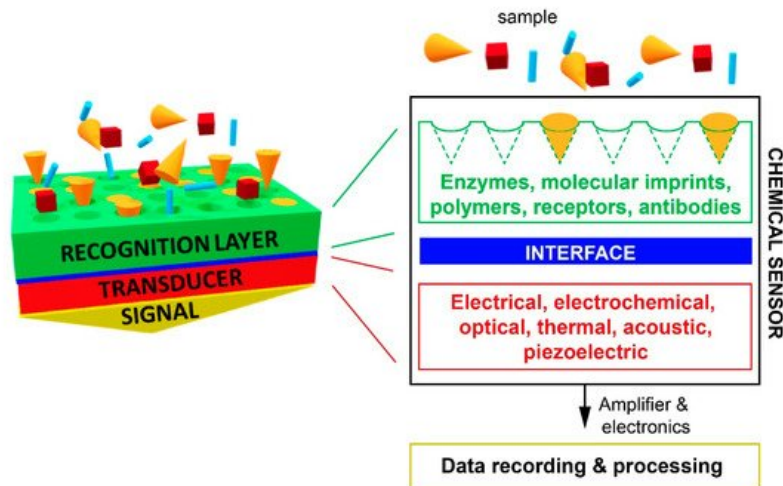 sample
RECOGNITION LAYER
TRANSDUCER
SIGNAL
Enzymes, molecular imprints,
polymers, receptors, antibodies
INTERFACE
Electrical, electrochemical,
optical, thermal, acoustic,
piezoelectric
CHEMICAL SENSOR
Amplifier &
electronics
Data recording & processing